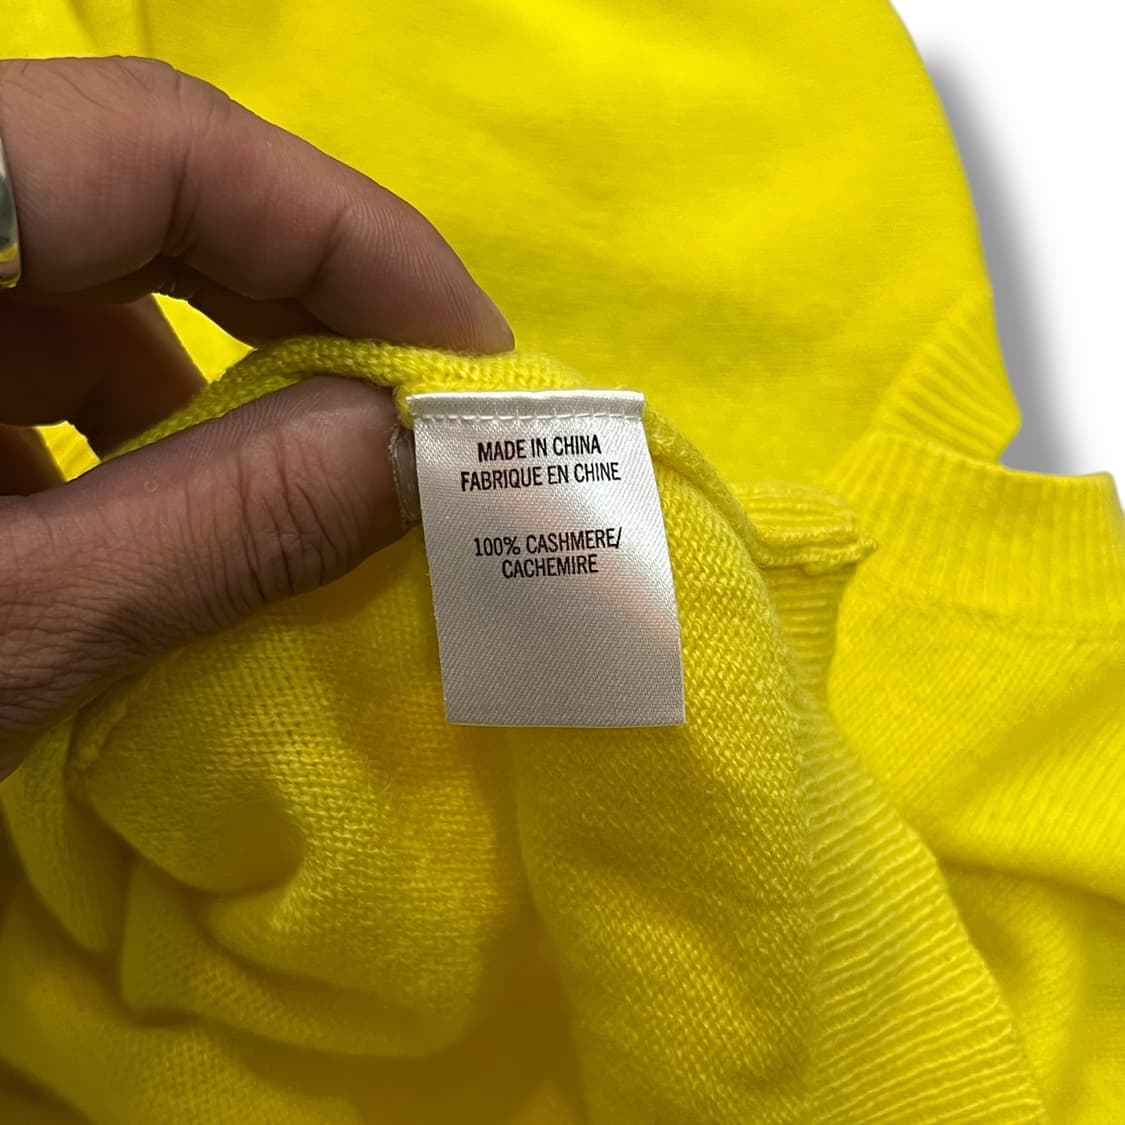 MADE IN CHINA
FABRIQUE EN CHINE
100% CASHMERE/
CACHEMIRE